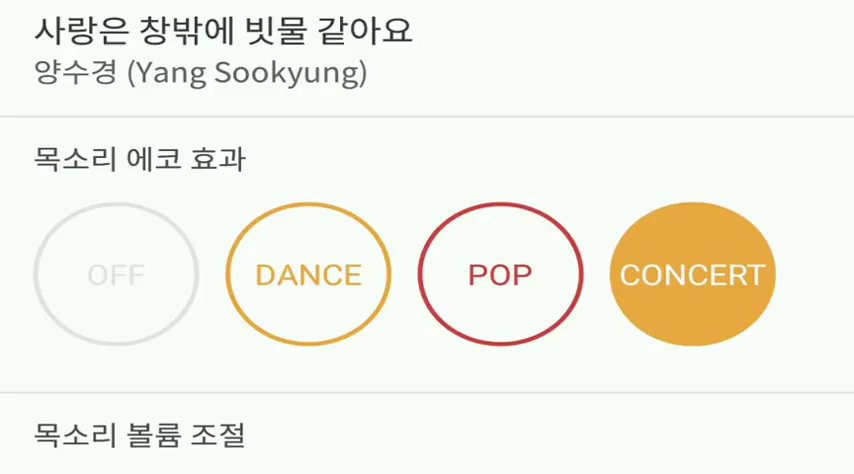 사랑은 창밖에 빗물 같아요
양수경 (Yang Sookyung)
목소리 에코 효과
OFF DANCE POP CONCERT
목소리 볼륨 조절